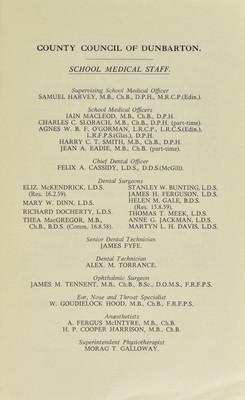 COUNTY COUNCIL OF DUNBARTON.
SCHOOL MEDICAL STAFF.
Supervising School Medical Officer
SAMUEL HARVEY, M.B., Ch.B., D.P.H., M.R.C.P.(Edin.).
School Medical Officers
IAIN MACLEOD, M.B., Ch.B., D.P.H.
CHARLES C. SLORACH, M.B., Ch.B., D.P.H. (part-time).
AGNES W. B. F. O'GORMAN, L.R.C.P., L.R.C.S.(Edin.),
L.R.F.P.S.(Glas.), D.P.H.
HARRY C. T. SMITH, M.B., Ch.B., D.P.H.
JEAN A. EADIE, M.B., Ch.B. (part-time).
Chief Dental Officer
FELIX A. CASSIDY, L.D.S., D.D.S.(McGill).
Dental Surgeons
ELIZ. McKENDRICK, L.D.S.
(Res. 16.2.59).
MARY W. DINN, L.D.S.
RICHARD DOCHERTY, L.D.S.
THEA MacGREGOR, M.B.,
Ch.B., B.D.S. (Comm. 16.8.58).
STANLEY W. BUNTING, L.D.S.
JAMES H. FERGUSON, L.D.S.
HELEN M. GALE, B.D.S.
(Res. 15.8.59).
THOMAS T. MEEK, L.D.S.
ANNE G. JACKMAN, L.D.S.
MARTYN L. H. DAVIS, L.D.S.
Senior Dental Technician
JAMES FYFE.
Dental Technician
ALEX. M. TORRANCE.
Ophthalmic Surgeon
JAMES M. TENNENT, M.B., Ch.B., B.Sc., D.O.M.S., F.R.F.P.S.
Ear, Nose and Throat Specialist
W. GOUDIELOCK HOOD, M.B., Ch.B., F.R.F.P.S.
Anæsthetists
A. FERGUS McINTYRE, M.B., Ch.B.
H. P. COOPER HARRISON, M.B., Ch.B.
Superintendent Physiotherapist
MORAG T. GALLOWAY.